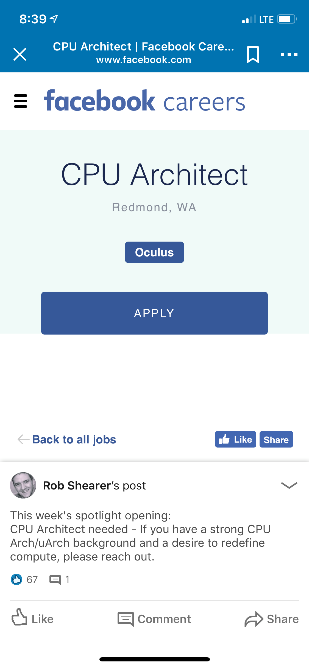 8:39 LTE
CPU Architect | Facebook Care...
www.facebook.com
facebook careers
CPU Architect
Redmond, WA
Oculus
APPLY
Back to all jobs
Like Share
Rob Shearer's post
This week's spotlight opening:
CPU Architect needed - If you have a strong CPU
Arch/uArch background and a desire to redefine
compute, please reach out.
67 1
Like Comment Share